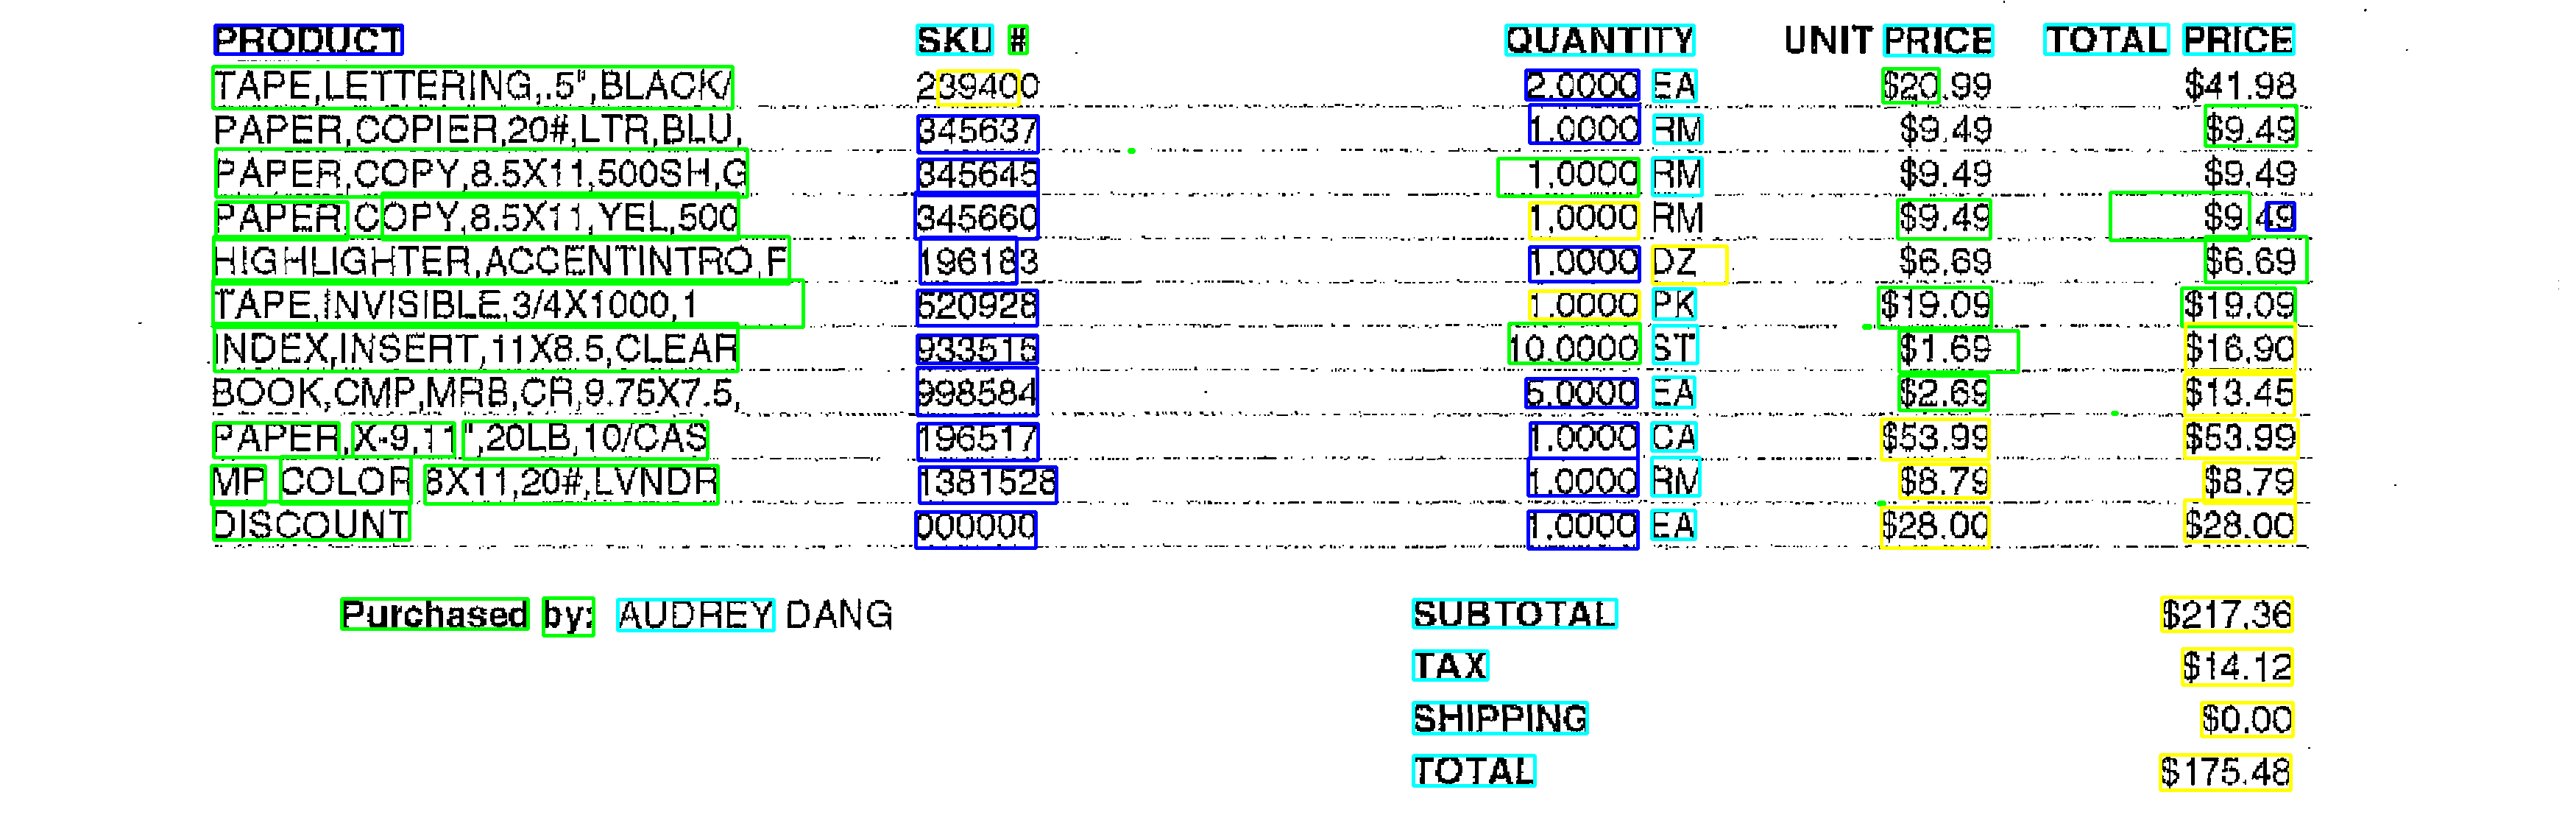 PRODUCT SKU # QUANTITY UNIT PRICE TOTAL PRICE
TAPE,LETTERING,.5",BLACK/ 239400 2.0000 EA $20.99 $41.98
PAPER,COPIER,20#,LTR,BLU, 345637 1.0000 RM $9.49 $9.49
PAPER,COPY,8.5X11,500SH,G 345645 1.0000 RM $9.49 $9.49
PAPER,COPY,8.5X11,YEL,500 345660 1.0000 RM $9.49 $9.49
HIGHLIGHTER,ACCENTINTRO,F 196183 1.0000 DZ $6.69 $6.69
TAPE,INVISIBLE,3/4X1000,1 520928 1.0000 PK $19.09 $19.09
INDEX,INSERT,11X8.5,CLEAR 933515 10.0000 ST $1.69 $16.90
BOOK,CMP,MRB,CR,9.75X7.5, 998584 5.0000 EA $2.69 $13.45
PAPER,X-9,11",20LB,10/CAS 196517 1.0000 CA $53.99 $53.99
MP COLOR 8X11,20#,LVNDR 1381528 1.0000 RM $8.79 $8.79
DISCOUNT 000000 1.0000 EA $28.00 $28.00
Purchased by: AUDREY DANG SUBTOTAL $217.36
TAX $14.12
SHIPPING $0.00
TOTAL $175.48